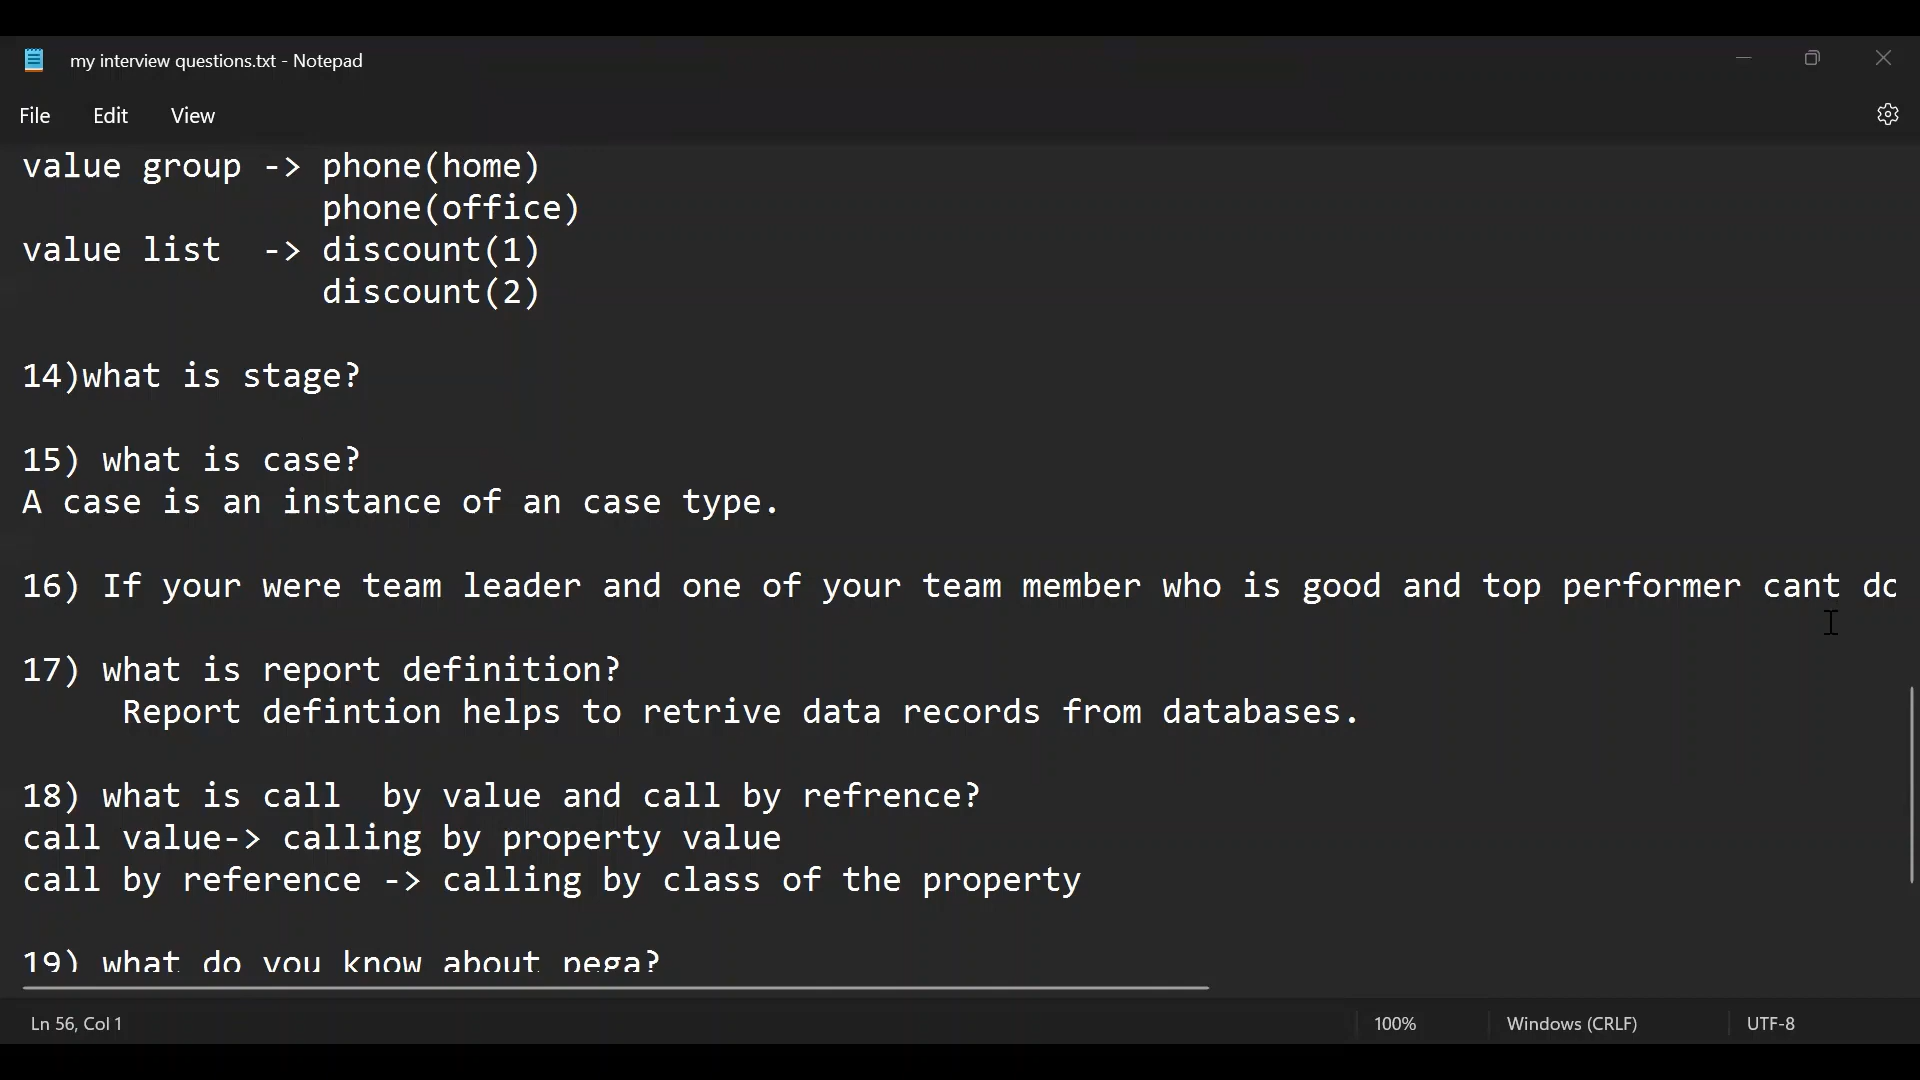 my interview questions.txt - Notepad
File Edit View
value group -> phone(home)
phone(office)
value list -> discount(1)
discount(2)
14)what is stage?
15) what is case?
A case is an instance of an case type.
16) If your were team leader and one of your team member who is good and top performer cant do
17) what is report definition?
Report defintion helps to retrive data records from databases.
18) what is call by value and call by refrence?
call value-> calling by property value
call by reference -> calling by class of the property
19) what do you know about pega?
Ln 56, Col 1 100% Windows (CRLF) UTF-8